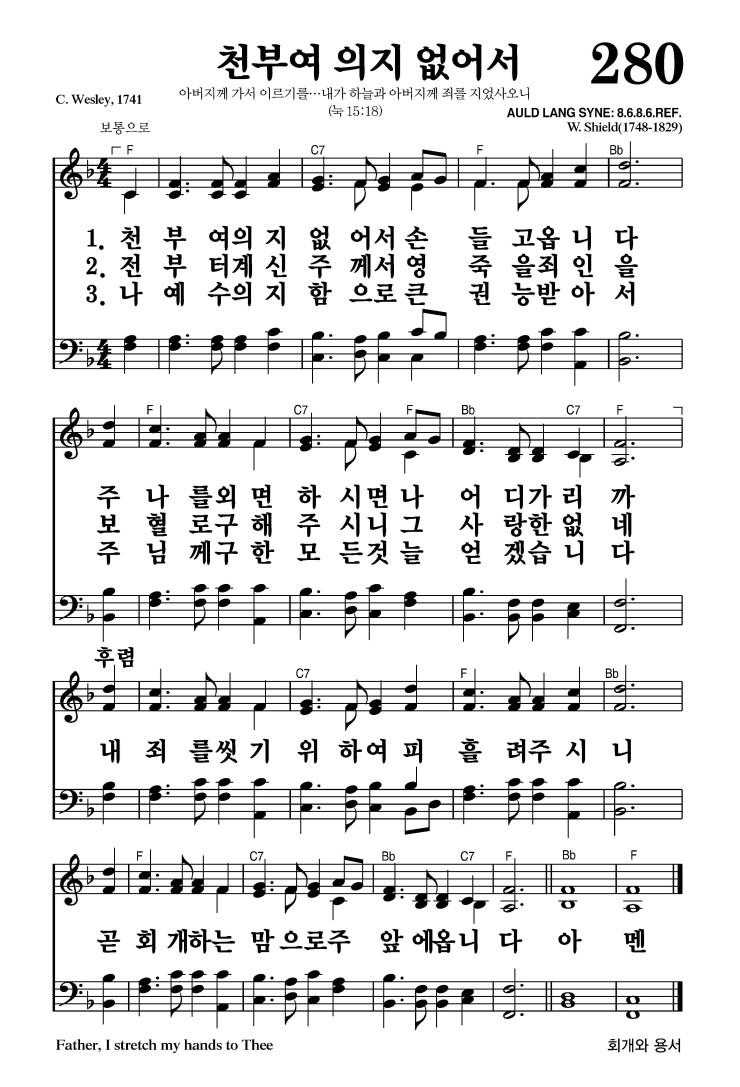 천부여 의지 없어서
280
C. Wesley, 1741
아버지께 가서 이르기를…내가 하늘과 아버지께 죄를 지었사오니
(눅 15:18)
AULD LANG SYNE: 8.6.8.6.REF.
W. Shield(1748-1829)
보통으로
F C7 F Bb
1. 천 부 여의 지 없 어서 손 들 고옵 니 다
2. 전 부 터계 신 주 께서 영 죽 을죄 인 을
3. 나 예 수의 지 함 으로 큰 권 능받 아 서
F C7 F Bb C7 F
주 나 를외 면 하 시면 나 어 디가 리 까
보 혈 로구 해 주 시니 그 사 랑한 없 네
주 님 께구 한 모 든것 늘 얻 겠습 니 다
후렴
C7 F Bb
내 죄 를씻 기 위 하여 피 흘 려주 시 니
F C7 Bb C7 F Bb F
곧 회 개하 는 맘 으로 주 앞 에옵 니 다 아 멘
Father, I stretch my hands to Thee
회개와 용서